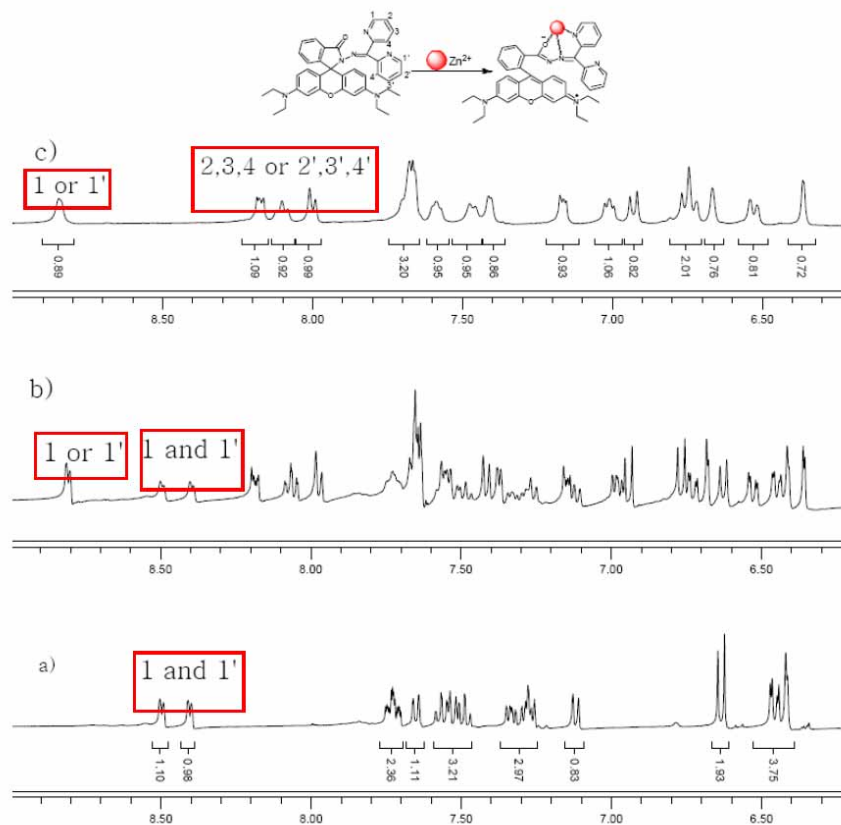 1
2
3
4
O
N
N
N
1'
2'
3'
4'
N
O
N
Zn2+
O
N
N
N
N
O
N+
c)
1 or 1'
2,3,4 or 2',3',4'
0.89
1.09
0.92
0.99
3.20
0.95
0.95
0.86
0.93
1.06
0.82
2.01
0.76
0.81
0.72
8.50
8.00
7.50
7.00
6.50
b)
1 or 1'
1 and 1'
8.50
8.00
7.50
7.00
6.50
a)
1 and 1'
1.10
0.98
2.36
1.11
3.21
2.97
0.83
1.93
3.75
8.50
8.00
7.50
7.00
6.50